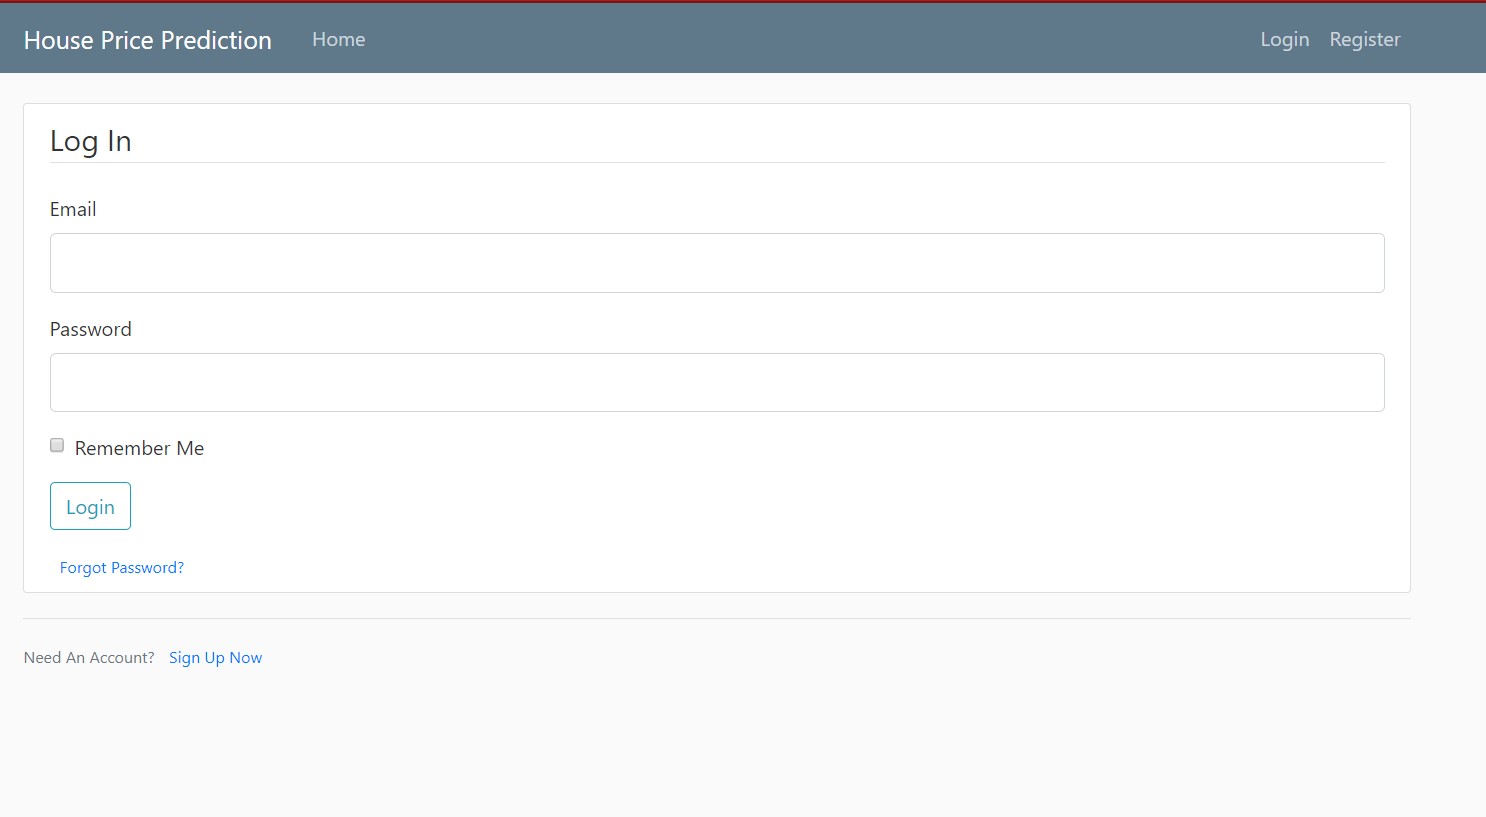 House Price Prediction Home Login Register
Log In
Email
Password
Remember Me
Login
Forgot Password?
Need An Account? Sign Up Now